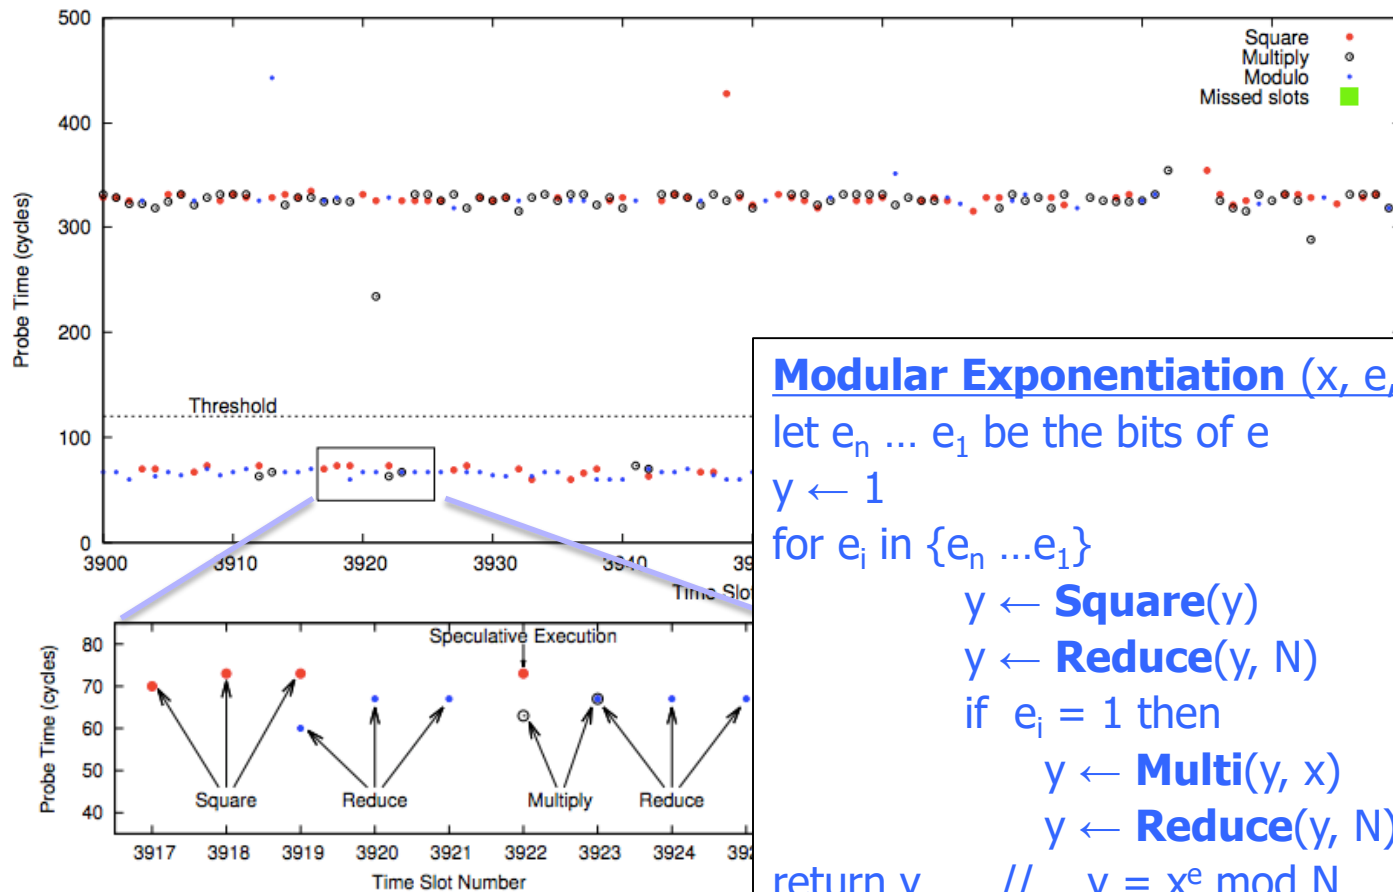 500
400
300
200
100
0
Probe Time (cycles)
Square
Multiply
Modulo
Missed slots
Threshold
3900 3910 3920 3930 3940
Speculative Execution
80
70
60
50
40
Probe Time (cycles)
Square Reduce Multiply Reduce
3917 3918 3919 3920 3921 3922 3923 3924
Time Slot Number
Modular Exponentiation (x, e,
let eₙ … e₁ be the bits of e
y ← 1
for eᵢ in {eₙ …e₁}
y ← Square(y)
y ← Reduce(y, N)
if eᵢ = 1 then
y ← Multi(y, x)
y ← Reduce(y, N)
return y // y = xᵉ mod N